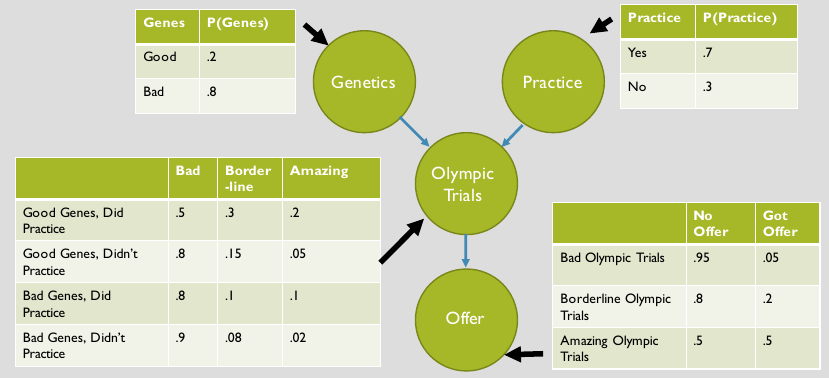 Genes P(Genes)
Good .2
Bad .8
Genetics
Practice
Practice P(Practice)
Yes .7
No .3
Olympic
Trials
Offer
Bad Border Amazing
-line
Good Genes, Did .5 .3 .2
Practice
Good Genes, Didn't .8 .15 .05
Practice
Bad Genes, Did .8 .1 .1
Practice
Bad Genes, Didn't .9 .08 .02
Practice
No Got
Offer Offer
Bad Olympic Trials .95 .05
Borderline Olympic .8 .2
Trials
Amazing Olympic .5 .5
Trials